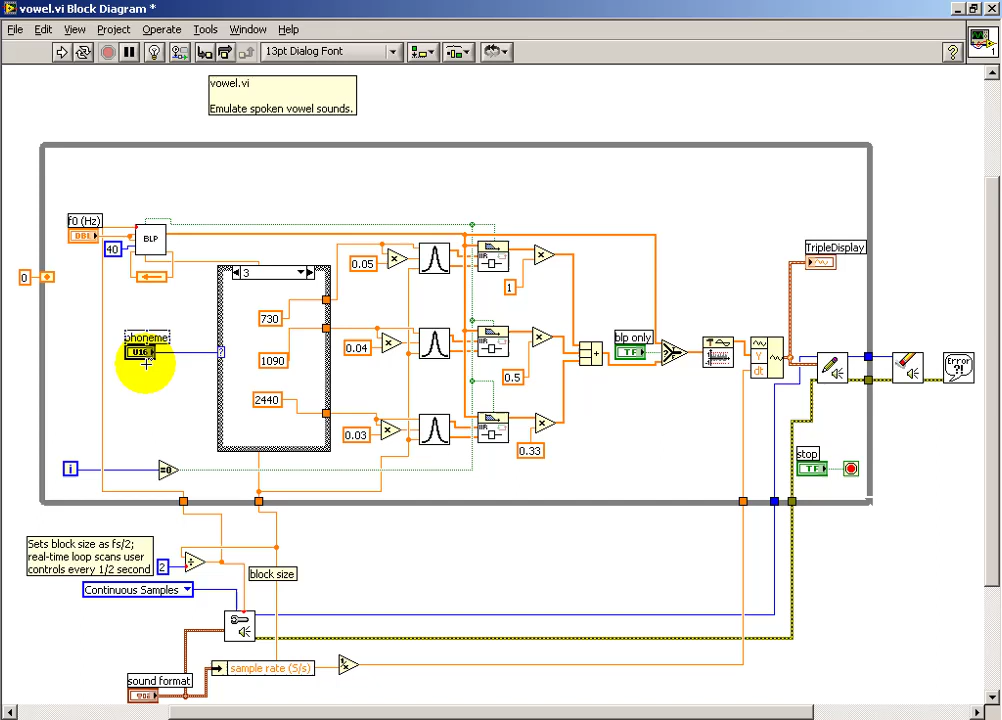 vowel.vi Block Diagram *
File Edit View Project Operate Tools Window Help
13pt Dialog Font
1
vowel.vi
Emulate spoken vowel sounds.
f0 (Hz)
DBL
BLP
40
0
3
0.05
1
TripleDisplay
730
phoneme
U16
?
1090
0.04
0.5
blp only
TF
Y
dt
Error
?!
2440
0.03
0.33
i
=0
stop
TF
Sets block size as fs/2;
real-time loop scans user
controls every 1/2 second
2
block size
Continuous Samples
sample rate (S/s)
sound format